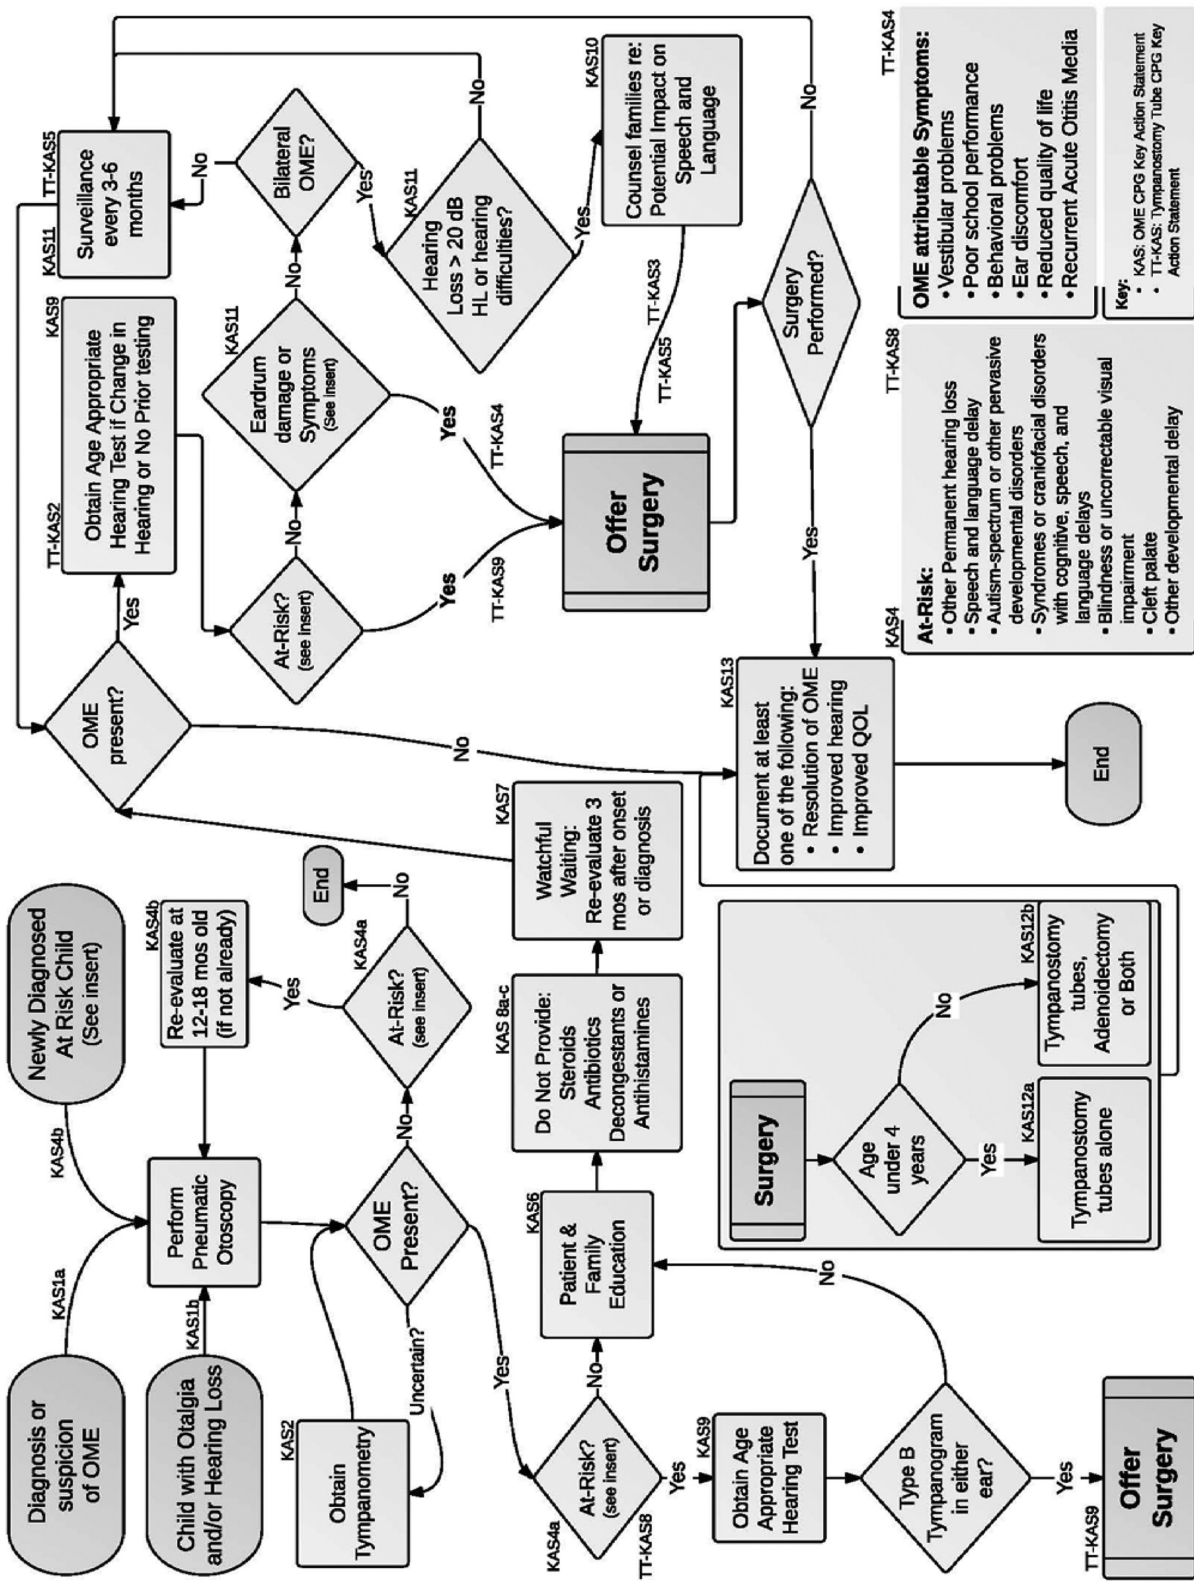 Diagnosis or
suspicion
of OME
KAS1a
Newly Diagnosed
At Risk Child
(See insert)
KAS4b
Child with Otalgia
and/or Hearing Loss
KAS1b
Perform
Pneumatic
Otoscopy
Re-evaluate at
12-18 mos old
(if not already)
KAS4b
KAS2
Obtain
Tympanometry
Uncertain?
OME
Present?
No
At-Risk?
(see insert)
KAS4a
Yes
No
End
Yes
KAS4a
At-Risk?
(see insert)
TT-KAS8
No
Yes
KAS6
Patient &
Family
Education
KAS 8a-c
Do Not Provide:
Steroids
Antibiotics
Decongestants or
Antihistamines
KAS7
Watchful
Waiting:
Re-evaluate 3
mos after onset
or diagnosis
KAS9
Obtain Age
Appropriate
Hearing Test
Type B
Tympanogram
in either
ear?
No
Yes
TT-KAS9
Offer
Surgery
Surgery
Age
under 4
years
Yes
No
KAS12a
Tympanostomy
tubes alone
KAS12b
Tympanostomy
tubes,
Adenoidectomy
or Both
OME
present?
Yes
No
TT-KAS2
KAS9
Obtain Age Appropriate
Hearing Test if Change in
Hearing or No Prior testing
KAS11
TT-KAS5
Surveillance
every 3-6
months
At-Risk?
(see insert)
No
Yes
TT-KAS9
Eardrum
damage or
Symptoms
(See insert)
KAS11
No
Yes
TT-KAS4
Bilateral
OME?
No
Yes
KAS11
Hearing
Loss > 20 dB
HL or hearing
difficulties?
No
Yes
KAS10
Counsel families re:
Potential Impact on
Speech and
Language
TT-KAS5
TT-KAS3
Offer
Surgery
Surgery
Performed?
No
Yes
KAS13
Document at least
one of the following:
• Resolution of OME
• Improved hearing
• Improved QOL
End
KAS4
TT-KAS8
At-Risk:
• Other Permanent hearing loss
• Speech and language delay
• Autism-spectrum or other pervasive
developmental disorders
• Syndromes or craniofacial disorders
with cognitive, speech, and
language delays
• Blindness or uncorrectable visual
impairment
• Cleft palate
• Other developmental delay
TT-KAS4
OME attributable Symptoms:
• Vestibular problems
• Poor school performance
• Behavioral problems
• Ear discomfort
• Reduced quality of life
• Recurrent Acute Otitis Media
Key:
• KAS: OME CPG Key Action Statement
• TT-KAS: Tympanostomy Tube CPG Key
Action Statement